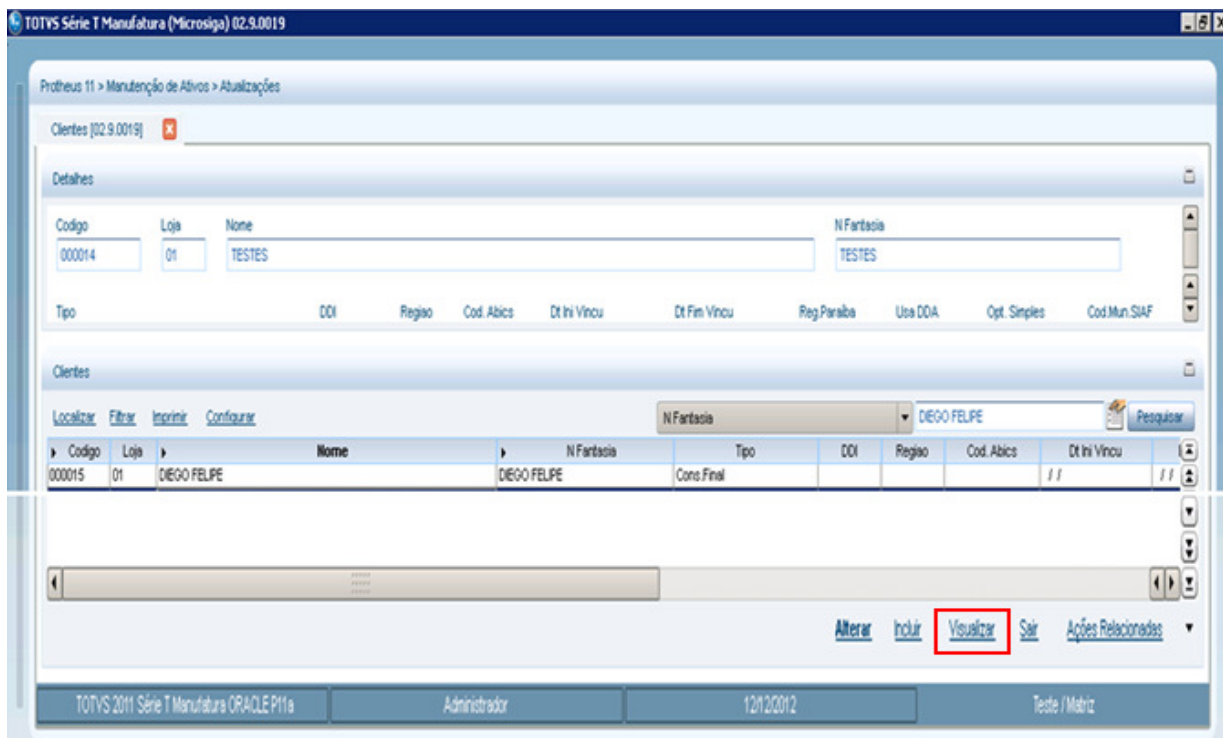 TOTVS Série T Manufatura (Microsiga) 02.9.0019
Protheus 11 > Manutenção de Ativos > Atualizações
Clientes [02.9.0019]
Detalhes
Codigo Loja Nome N Fantasia
000014 01 TESTES TESTES
Tipo DDI Regiao Cod. Abics Dt Ini Vincu Dt Fim Vincu Reg.Paraiba Usa DDA Opt. Simples Cod.Mun.SIAF
Clientes
Localizar Filtrar Imprimir Configurar N Fantasia DIEGO FELIPE Pesquisar
Codigo Loja Nome N Fantasia Tipo DDI Regiao Cod. Abics Dt Ini Vincu
000015 01 DIEGO FELIPE DIEGO FELIPE Cons.Final / / / /
Alterar Incluir Visualizar Sair Ações Relacionadas
TOTVS 2011 Série T Manufatura ORACLE P11a Administrador 12/12/2012 Teste / Matriz